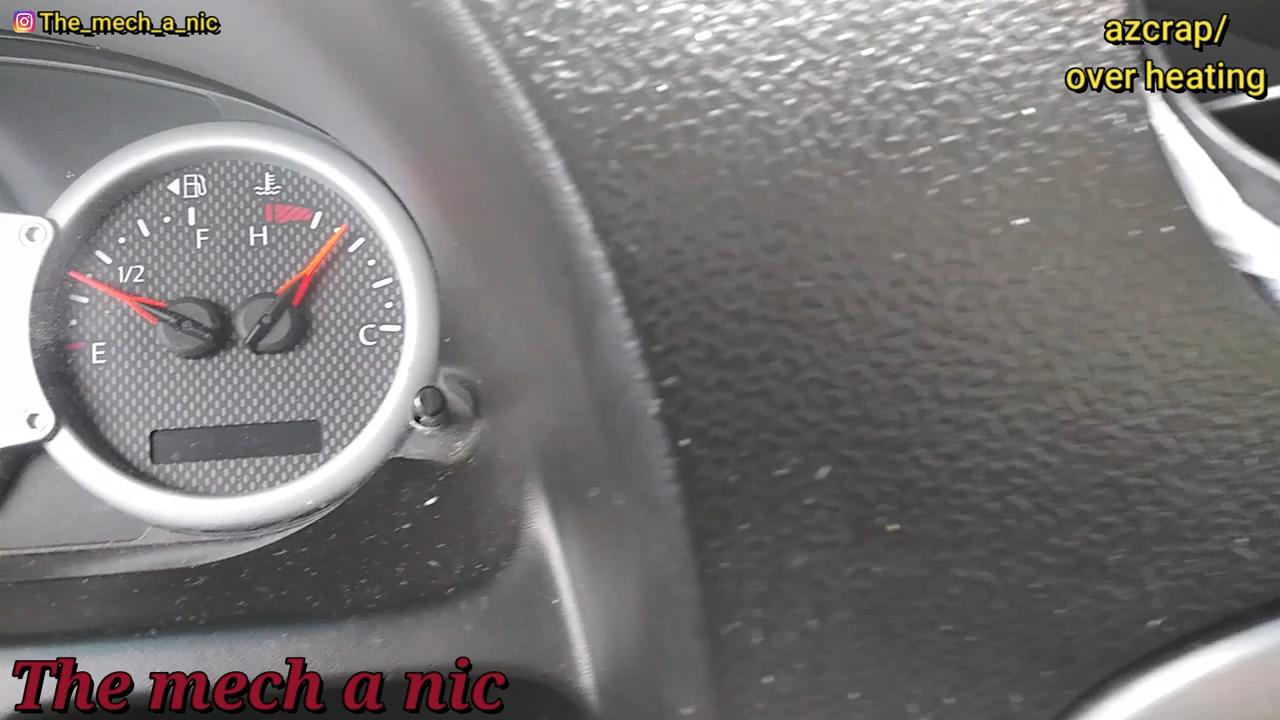 The_mech_a_nic
azcrap/
over heating
F
H
1/2
E
C
The mech a nic